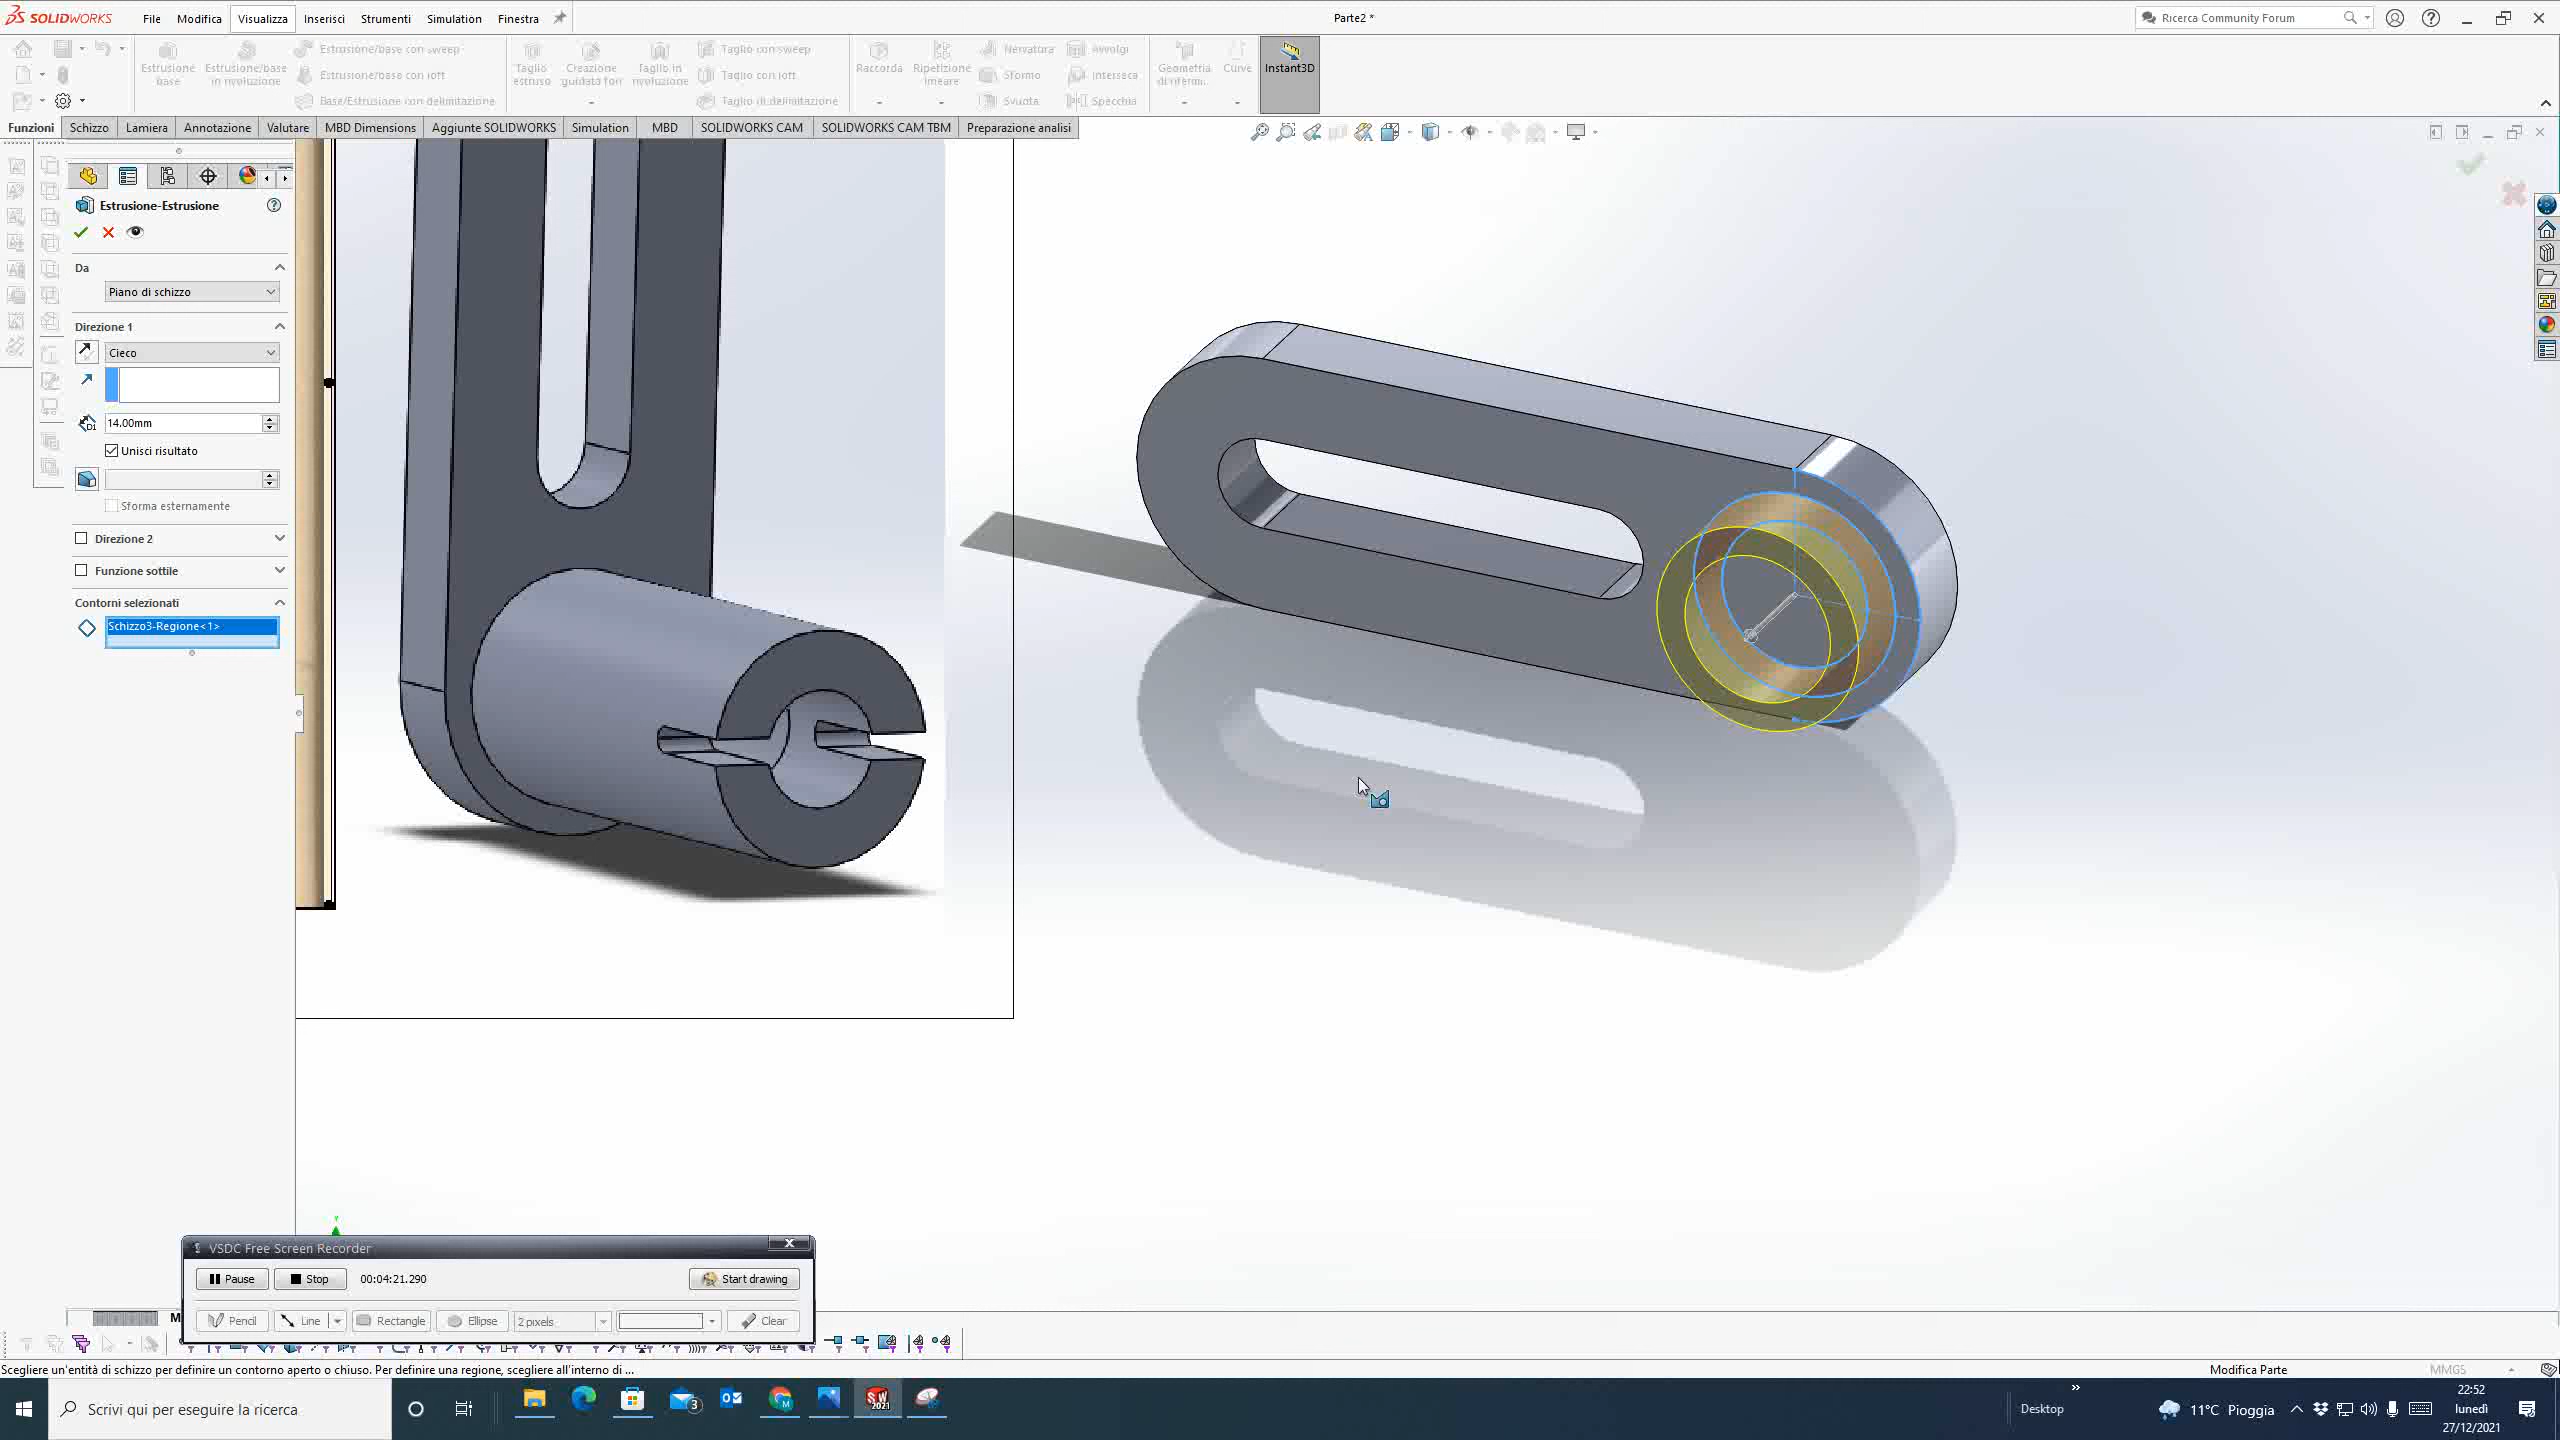 SOLIDWORKS
File Modifica Visualizza Inserisci Strumenti Simulation Finestra
Parte2 *
Ricerca Community Forum
Estrusione/base con sweep
Estrusione base
Estrusione/base in rivoluzione
Estrusione/base con loft
Base/Estrusione con delimitazione
Taglio estruso
Creazione guidata fori
Taglio in rivoluzione
Taglio con sweep
Taglio con loft
Taglio di delimitazione
Raccorda
Ripetizione lineare
Nervatura
Sformo
Svuota
Avvolgi
Interseca
Specchia
Geometria di riferim...
Curve
Instant3D
Funzioni Schizzo Lamiera Annotazione Valutare MBD Dimensions Aggiunte SOLIDWORKS Simulation MBD SOLIDWORKS CAM SOLIDWORKS CAM TBM Preparazione analisi
Estrusione-Estrusione
Da
Piano di schizzo
Direzione 1
Cieco
D1
14.00mm
Unisci risultato
Sforma esternamente
Direzione 2
Funzione sottile
Contorni selezionati
Schizzo3-Regione<1>
Y
VSDC Free Screen Recorder
x
Pause Stop 00:04:21.290 Start drawing
Pencil Line Rectangle Ellipse 2 pixels Clear
M
Scegliere un'entità di schizzo per definire un contorno aperto o chiuso. Per definire una regione, scegliere all'interno di ...
Modifica Parte
MMGS
Scrivi qui per eseguire la ricerca
3
SW
2021
Desktop
11°C Pioggia
22:52
lunedì
27/12/2021